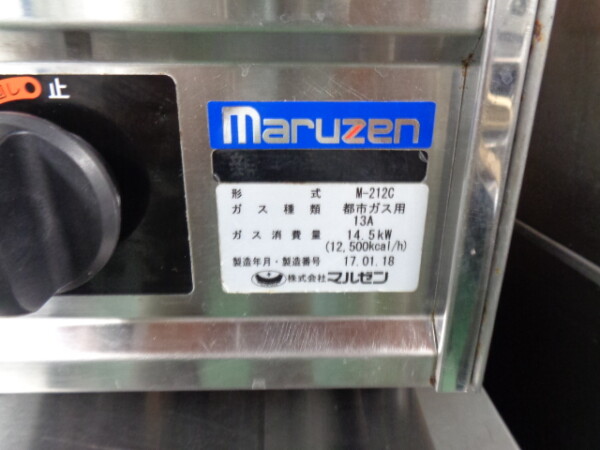 止
maruzen
形 式 M-212C
ガス種類 都市ガス用
13A
ガス消費量 14.5kW
(12,500kcal/h)
製造年月・製造番号 17.01.18
株式会社マルゼン